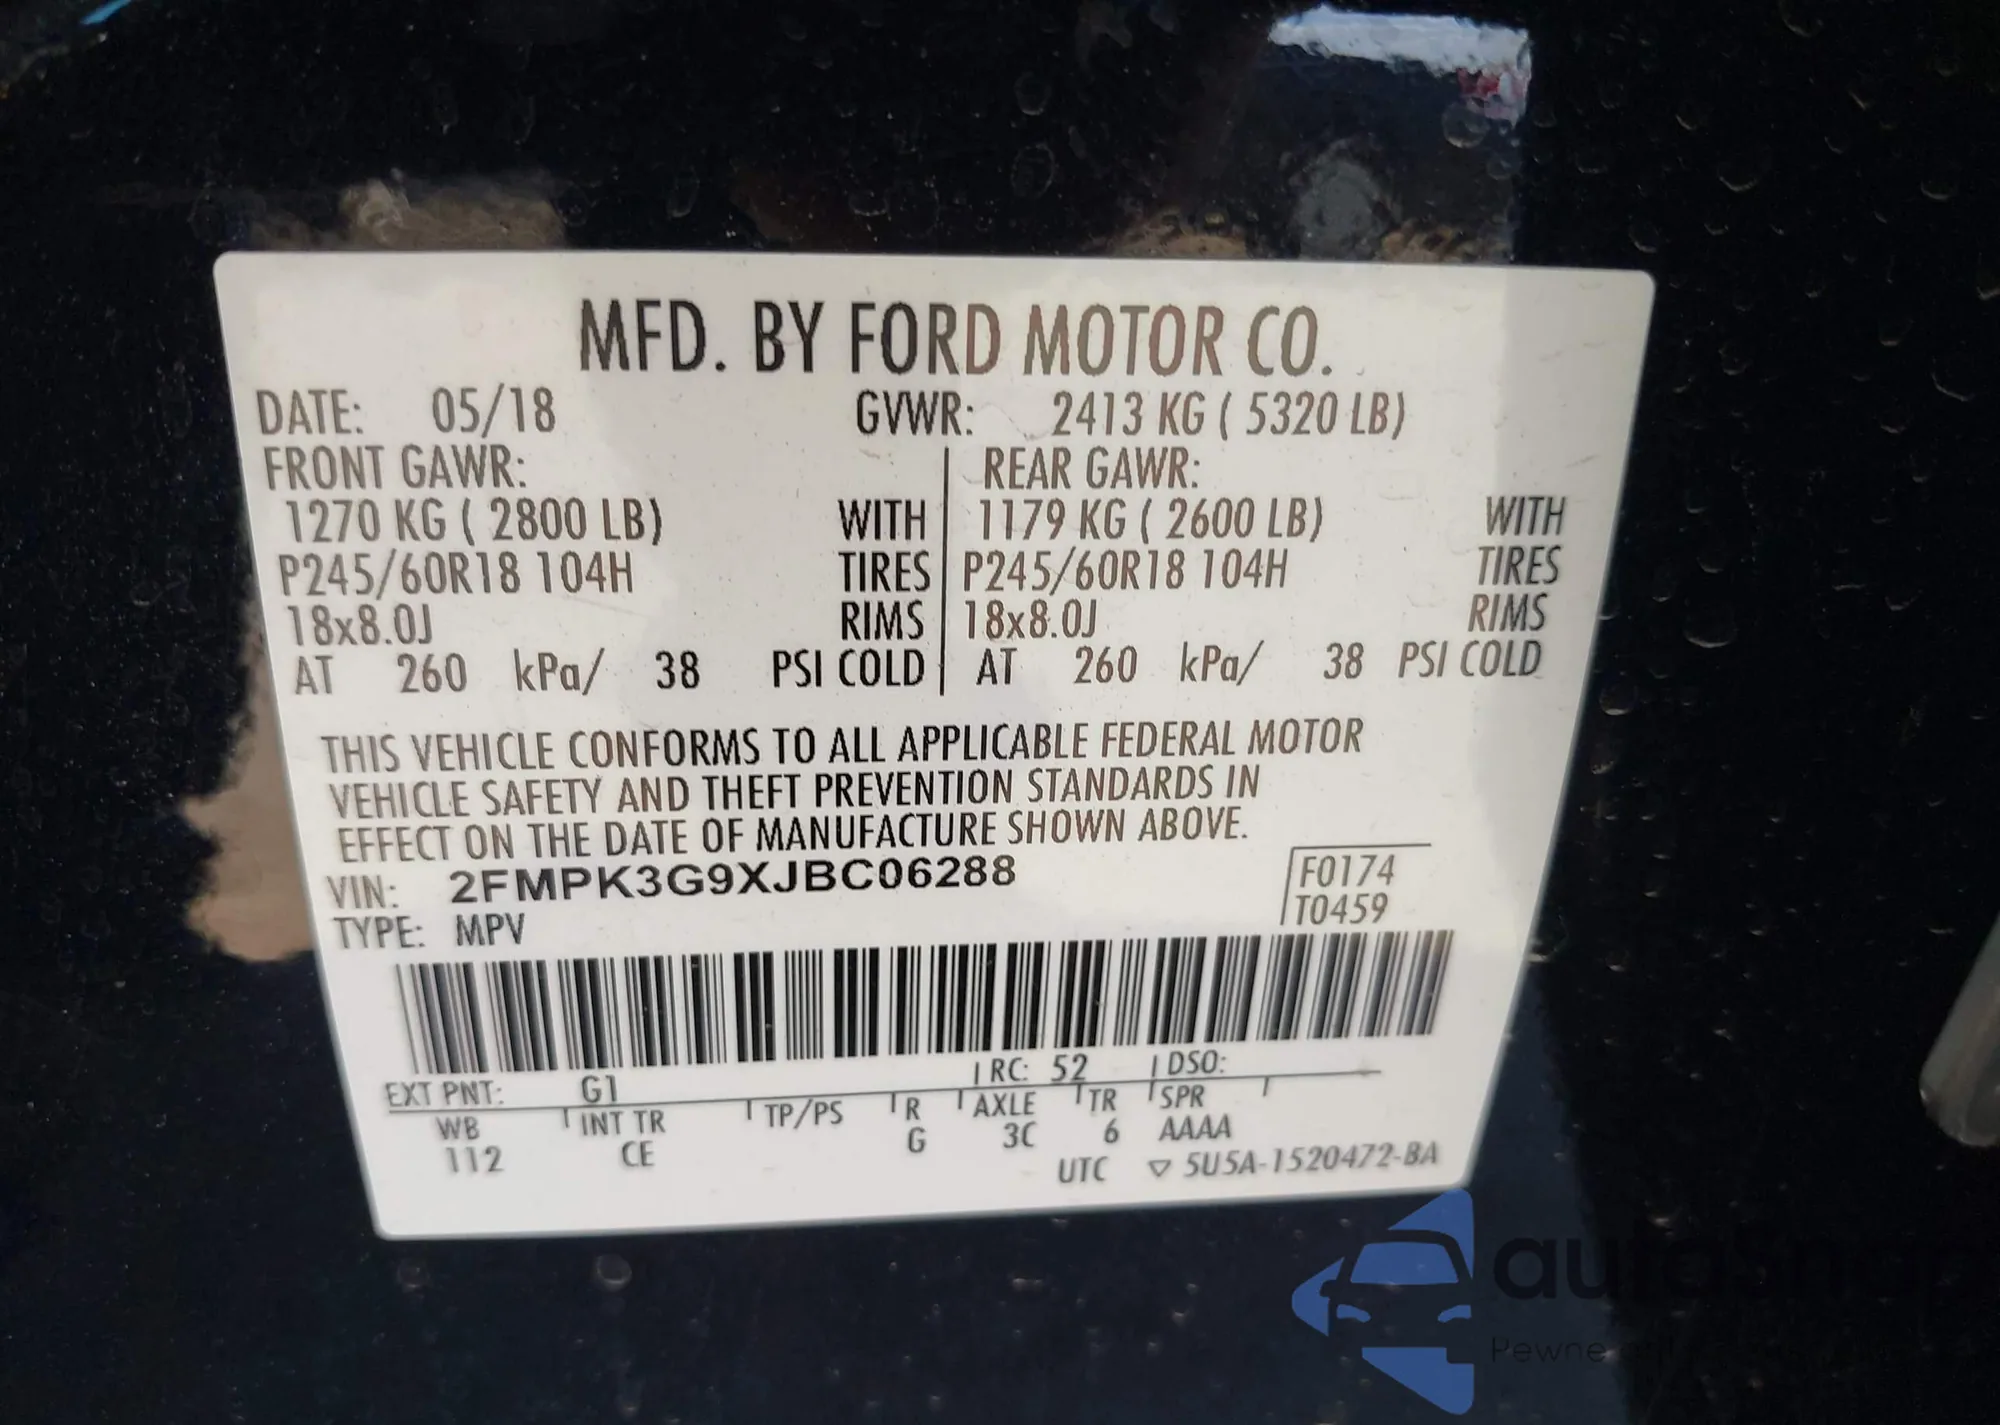 MFD. BY FORD MOTOR CO.
DATE: 05/18 GVWR: 2413 KG ( 5320 LB)
FRONT GAWR: REAR GAWR:
1270 KG ( 2800 LB) WITH 1179 KG ( 2600 LB) WITH
P245/60R18 104H TIRES P245/60R18 104H TIRES
18x8.0J RIMS 18x8.0J RIMS
AT 260 kPa/ 38 PSI COLD AT 260 kPa/ 38 PSI COLD
THIS VEHICLE CONFORMS TO ALL APPLICABLE FEDERAL MOTOR
VEHICLE SAFETY AND THEFT PREVENTION STANDARDS IN
EFFECT ON THE DATE OF MANUFACTURE SHOWN ABOVE.
VIN: 2FMPK3G9XJBC06288 F0174
TYPE: MPV T0459
EXT PNT: G1 RC: 52 DSO:
WB INT TR TP/PS R AXLE TR SPR
112 CE G 3C 6 AAAA
UTC ▽ 5U5A-1520472-BA
autoSnap
Pewne